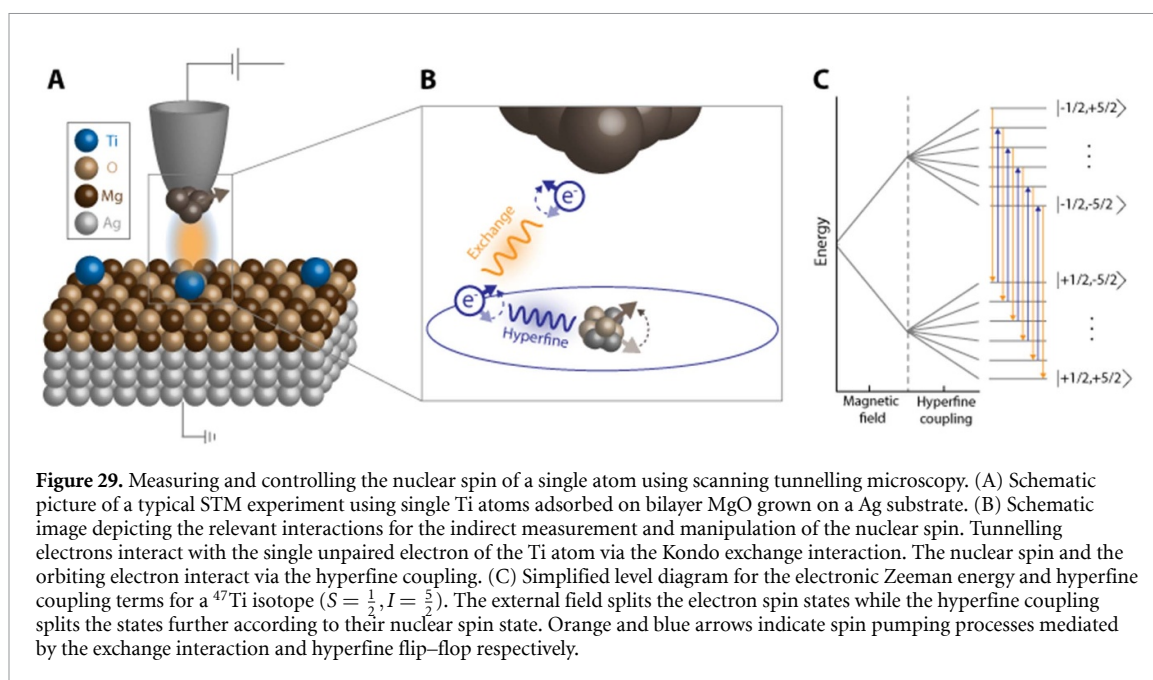 A
B
C
Ti
O
Mg
Ag
e-
Exchange
e-
Hyperfine
Energy
|-1/2,+5/2⟩
⋮
|-1/2,-5/2⟩
|+1/2,-5/2⟩
⋮
|+1/2,+5/2⟩
Magnetic
field
Hyperfine
coupling
Figure 29. Measuring and controlling the nuclear spin of a single atom using scanning tunnelling microscopy. (A) Schematic
picture of a typical STM experiment using single Ti atoms adsorbed on bilayer MgO grown on a Ag substrate. (B) Schematic
image depicting the relevant interactions for the indirect measurement and manipulation of the nuclear spin. Tunnelling
electrons interact with the single unpaired electron of the Ti atom via the Kondo exchange interaction. The nuclear spin and the
orbiting electron interact via the hyperfine coupling. (C) Simplified level diagram for the electronic Zeeman energy and hyperfine
coupling terms for a ⁴⁷Ti isotope (S = 1/2, I = 5/2). The external field splits the electron spin states while the hyperfine coupling
splits the states further according to their nuclear spin state. Orange and blue arrows indicate spin pumping processes mediated
by the exchange interaction and hyperfine flip–flop respectively.